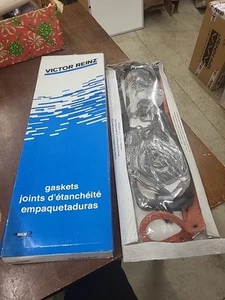 VICTOR REINZ
gaskets
joints d'étanchéité
empaquetaduras